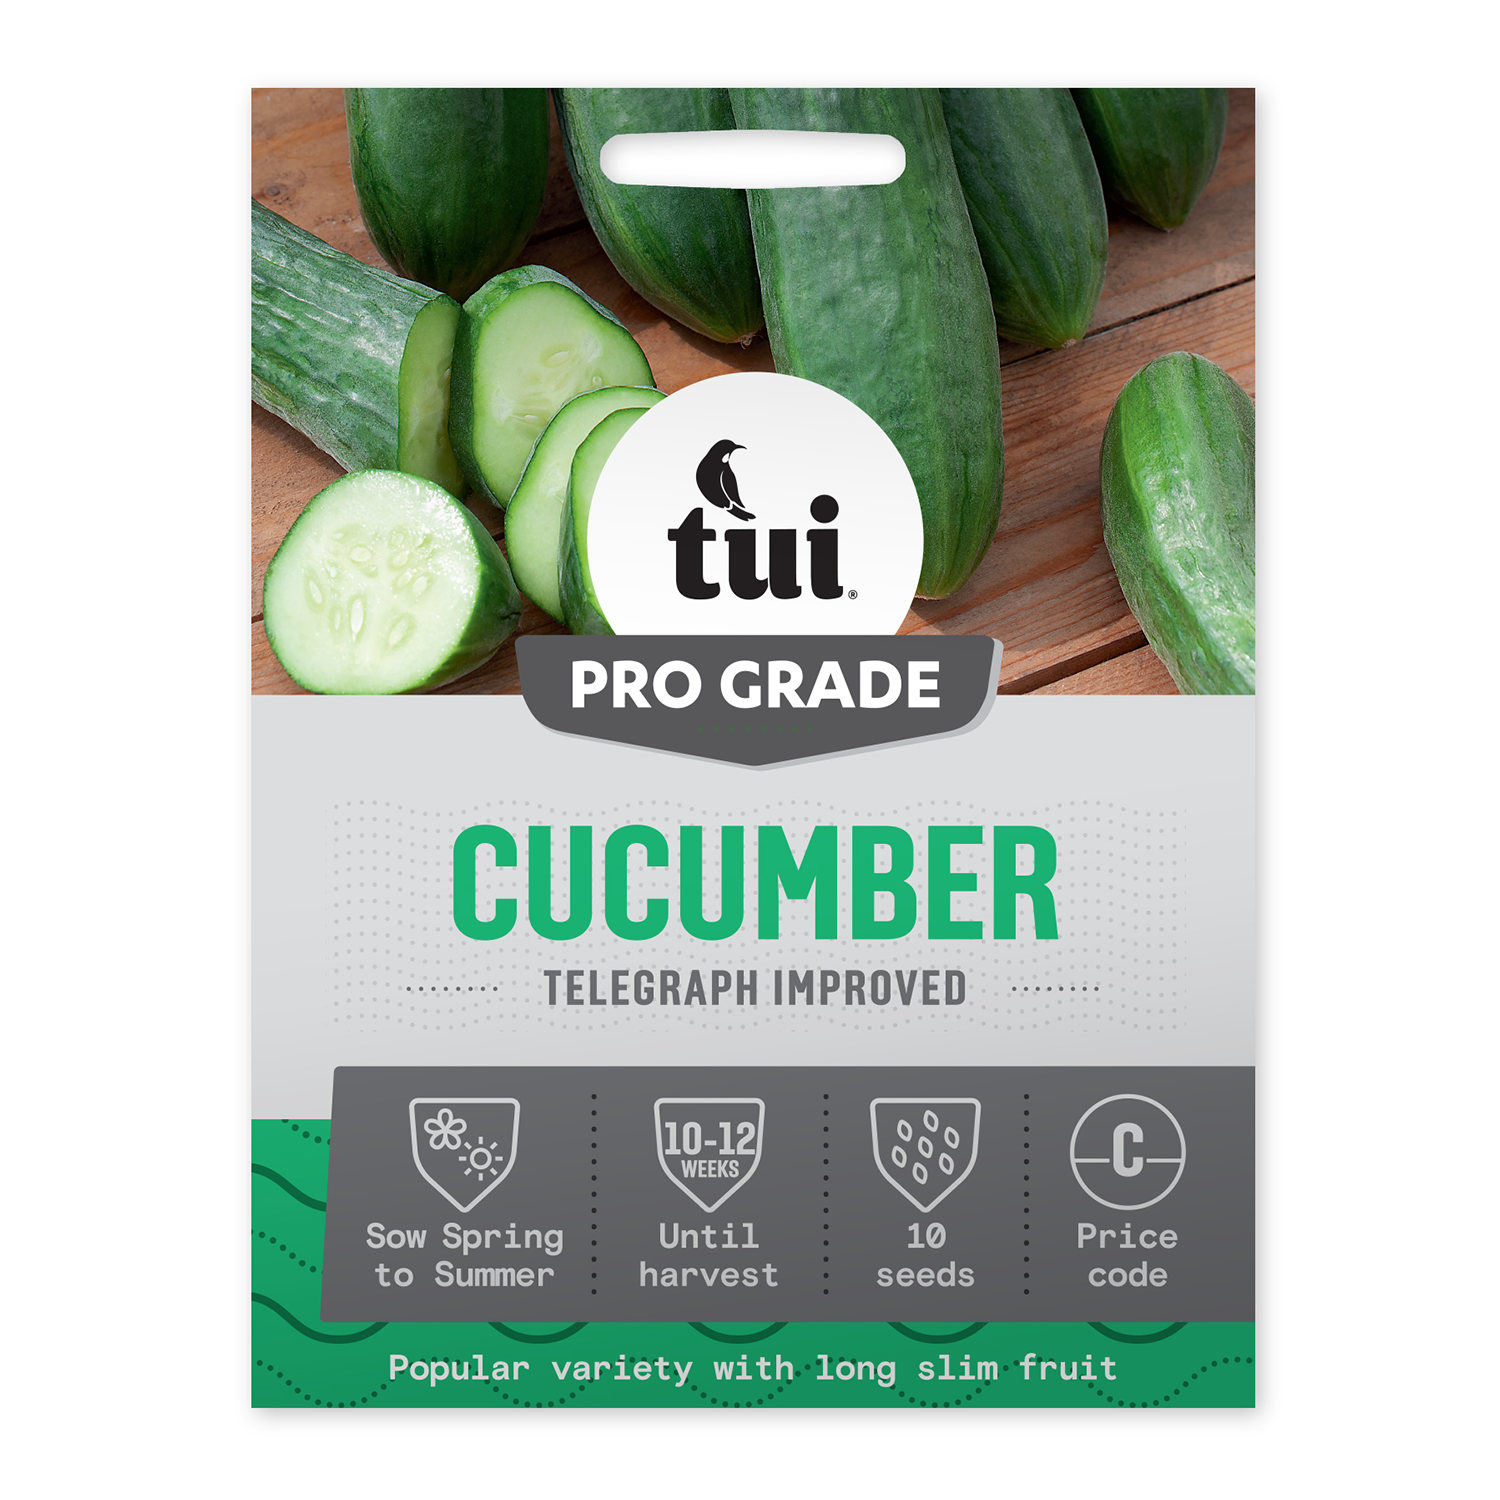 tui®
PRO GRADE
CUCUMBER
TELEGRAPH IMPROVED
10-12
WEEKS
C
Sow Spring
to Summer
Until
harvest
10
seeds
Price
code
Popular variety with long slim fruit